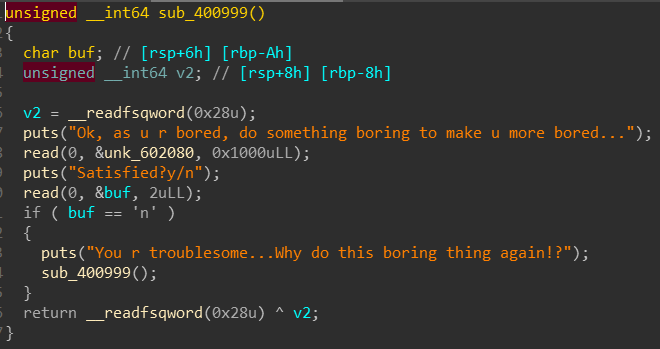 unsigned __int64 sub_400999()
{
  char buf; // [rsp+6h] [rbp-Ah]
  unsigned __int64 v2; // [rsp+8h] [rbp-8h]

  v2 = __readfsqword(0x28u);
  puts("Ok, as u r bored, do something boring to make u more bored...");
  read(0, &unk_602080, 0x1000uLL);
  puts("Satisfied?y/n");
  read(0, &buf, 2uLL);
  if ( buf == 'n' )
  {
    puts("You r troublesome...Why do this boring thing again!?");
    sub_400999();
  }
  return __readfsqword(0x28u) ^ v2;
}